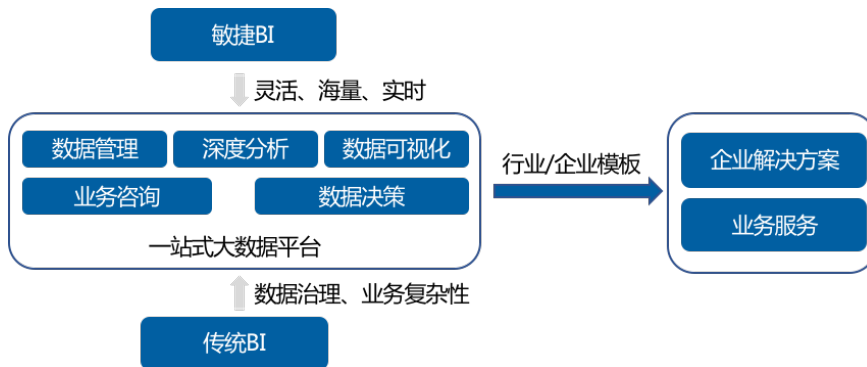 敏捷BI
灵活、海量、实时
数据管理
深度分析
数据可视化
业务咨询
数据决策
一站式大数据平台
行业/企业模板
企业解决方案
业务服务
数据治理、业务复杂性
传统BI